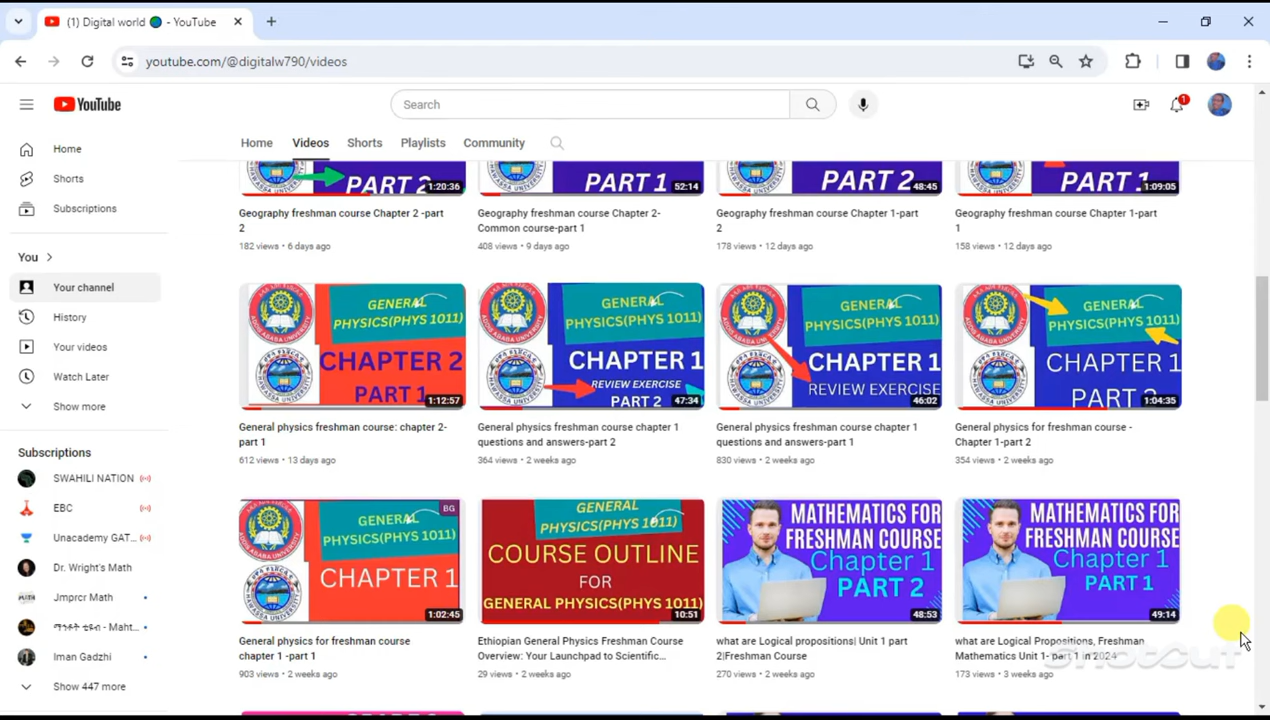 (1) Digital world - YouTube
youtube.com/@digitalw790/videos
YouTube
Search
1
Home
Videos
Shorts
Playlists
Community
Home
Shorts
Subscriptions
You
Your channel
History
Your videos
Watch Later
Show more
Subscriptions
SWAHILI NATION
EBC
Unacademy GAT...
Dr. Wright's Math
Jmprcr Math
Iman Gadzhi
Show 447 more
PART 2
1:20:36
Geography freshman course Chapter 2 -part
2
182 views • 6 days ago
PART 1
52:14
Geography freshman course Chapter 2-
Common course-part 1
408 views • 9 days ago
PART 2
48:45
Geography freshman course Chapter 1-part
2
178 views • 12 days ago
PART 1
1:09:05
Geography freshman course Chapter 1-part
1
158 views • 12 days ago
GENERAL
PHYSICS(PHYS 1011)
CHAPTER 2
PART 1
1:12:57
General physics freshman course: chapter 2-
part 1
612 views • 13 days ago
GENERAL
PHYSICS(PHYS 1011)
CHAPTER 1
REVIEW EXERCISE
PART 2
47:34
General physics freshman course chapter 1
questions and answers-part 2
364 views • 2 weeks ago
GENERAL
PHYSICS(PHYS 1011)
CHAPTER 1
REVIEW EXERCISE
46:02
General physics freshman course chapter 1
questions and answers-part 1
830 views • 2 weeks ago
GENERAL
PHYSICS(PHYS 1011)
CHAPTER 1
PART 2
1:04:35
General physics for freshman course -
Chapter 1-part 2
354 views • 2 weeks ago
BG
GENERAL
PHYSICS(PHYS 1011)
CHAPTER 1
1:02:45
General physics for freshman course
chapter 1 -part 1
903 views • 2 weeks ago
GENERAL
PHYSICS(PHYS 1011)
COURSE OUTLINE
FOR
GENERAL PHYSICS(PHYS 1011)
10:51
Ethiopian General Physics Freshman Course
Overview: Your Launchpad to Scientific...
29 views • 2 weeks ago
MATHEMATICS FOR
FRESHMAN COURSE
Chapter 1
PART 2
48:53
what are Logical propositions| Unit 1 part
2|Freshman Course
270 views • 2 weeks ago
MATHEMATICS FOR
FRESHMAN COURSE
Chapter 1
PART 1
49:14
what are Logical Propositions, Freshman
Mathematics Unit 1- part 1 in 2024
173 views • 3 weeks ago
shotcut